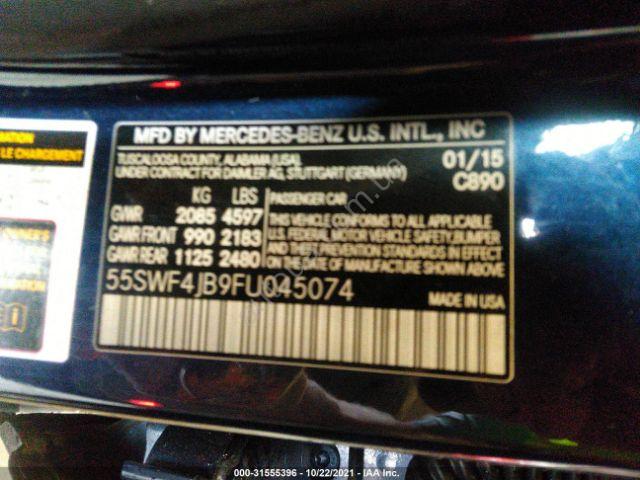 MATION
LE CHARGEMENT
MFD BY MERCEDES-BENZ U.S. INTL., INC
TUSCALOOSA COUNTY, ALABAMA (USA)
UNDER CONTRACT FOR DAIMLER AG, STUTTGART (GERMANY)
01/15
C890
KG LBS
GVWR 2085 4597
GAWR FRONT 990 2183
GAWR REAR 1125 2480
PASSENGER CAR
THIS VEHICLE CONFORMS TO ALL APPLICABLE
U.S. FEDERAL MOTOR VEHICLE SAFETY, BUMPER
AND THEFT PREVENTION STANDARDS IN EFFECT
ON THE DATE OF MANUFACTURE SHOWN ABOVE
55SWF4JB9FU045074
MADE IN USA
000-31555396 - 10/22/2021 - IAA Inc.